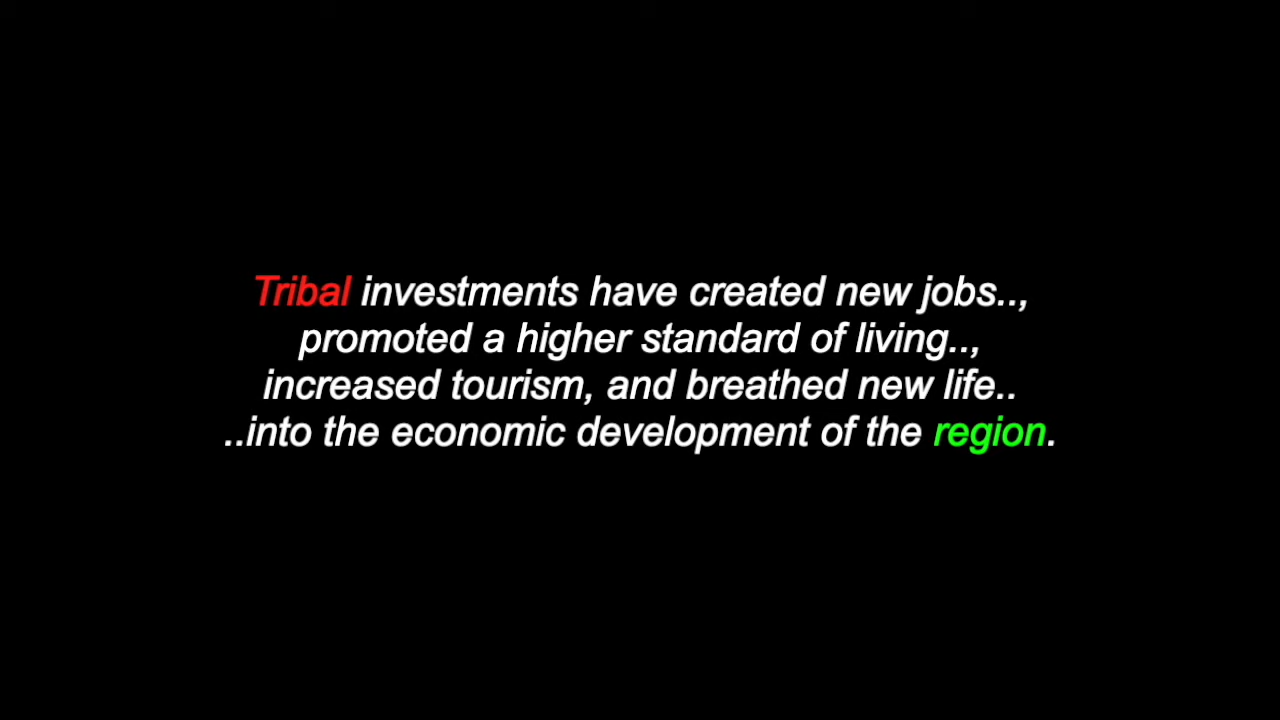 Tribal investments have created new jobs..,
promoted a higher standard of living..,
increased tourism, and breathed new life..
..into the economic development of the region.